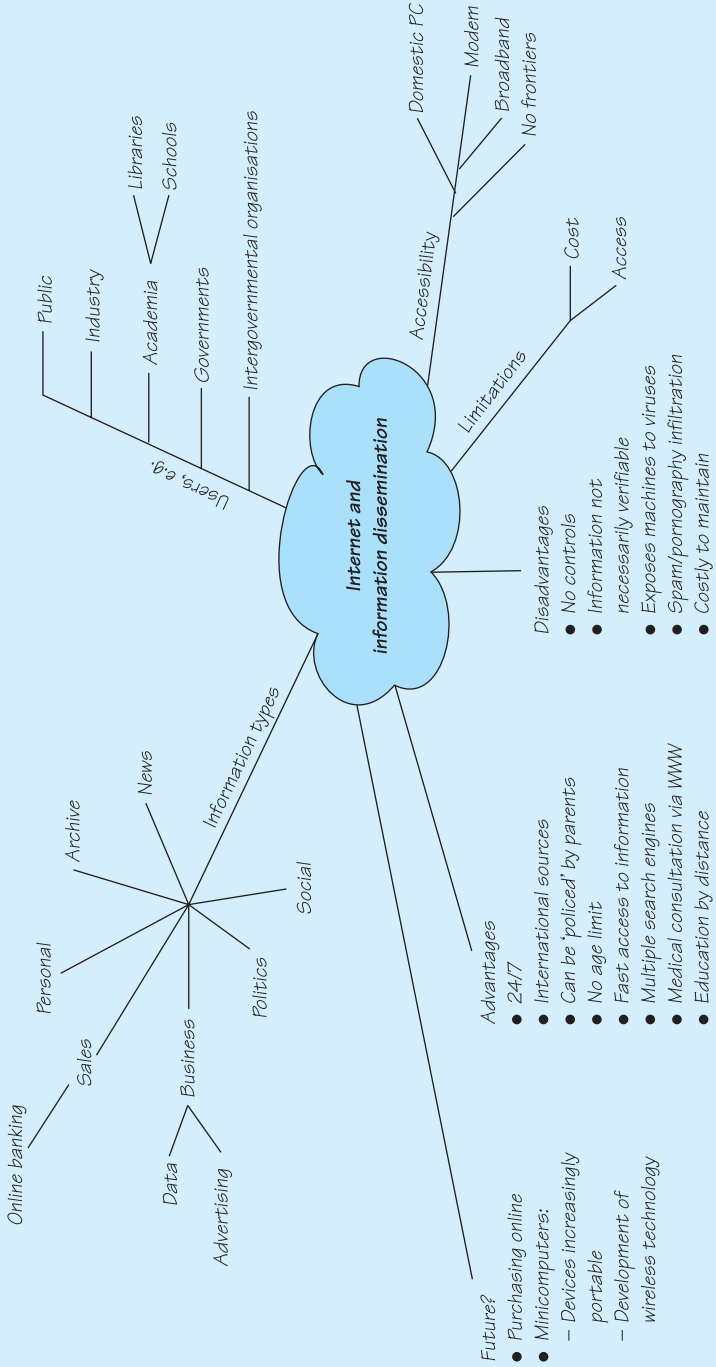 Internet and
information dissemination
Information types
Online banking
Sales
Personal
Archive
News
Social
Politics
Business
Data
Advertising
Users, e.g.
Public
Industry
Academia
Libraries
Schools
Governments
Intergovernmental organisations
Accessibility
Domestic PC
Modem
Broadband
No frontiers
Limitations
Cost
Access
Disadvantages
● No controls
● Information not
necessarily verifiable
● Exposes machines to viruses
● Spam/pornography infiltration
● Costly to maintain
Advantages
● 24/7
● International sources
● Can be ‘policed’ by parents
● No age limit
● Fast access to information
● Multiple search engines
● Medical consultation via WWW
● Education by distance
Future?
● Purchasing online
● Minicomputers:
– Devices increasingly
portable
– Development of
wireless technology